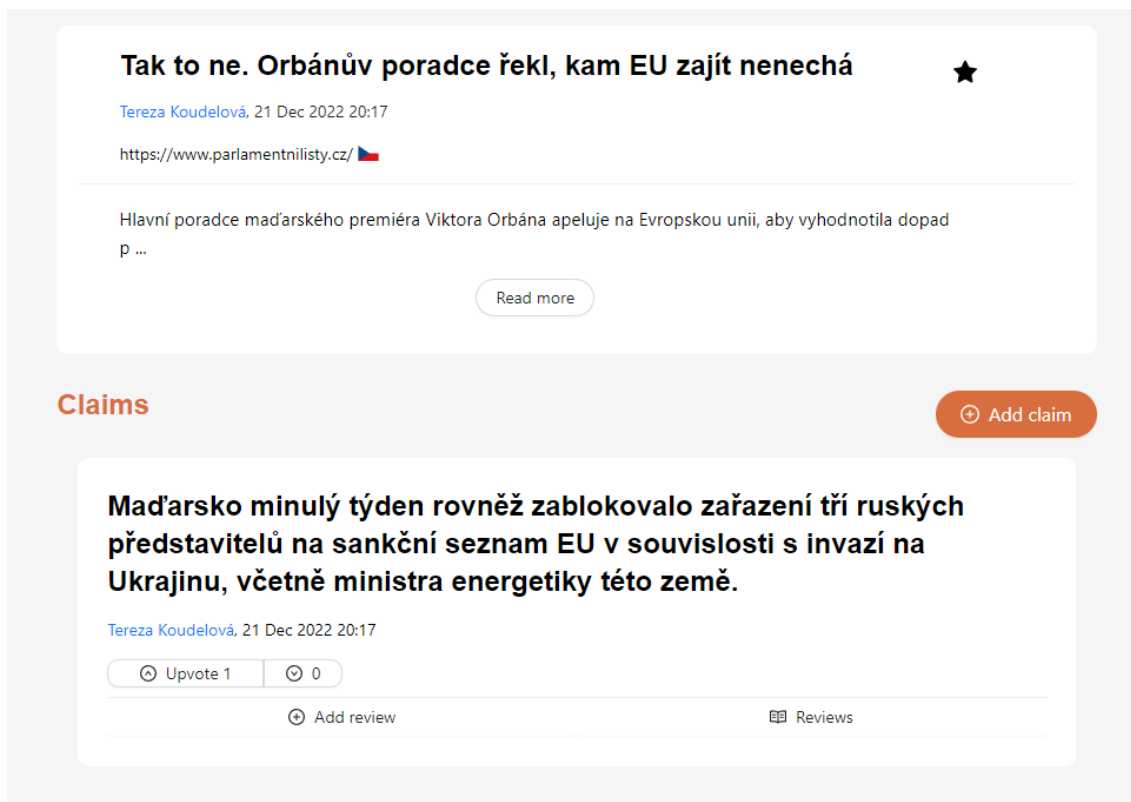 Tak to ne. Orbánův poradce řekl, kam EU zajít nenechá
Tereza Koudelová, 21 Dec 2022 20:17
https://www.parlamentnilisty.cz/
Hlavní poradce maďarského premiéra Viktora Orbána apeluje na Evropskou unii, aby vyhodnotila dopad
p ...
Read more
Claims
Add claim
Maďarsko minulý týden rovněž zablokovalo zařazení tří ruských
představitelů na sankční seznam EU v souvislosti s invazí na
Ukrajinu, včetně ministra energetiky této země.
Tereza Koudelová, 21 Dec 2022 20:17
Upvote 1 0
Add review Reviews